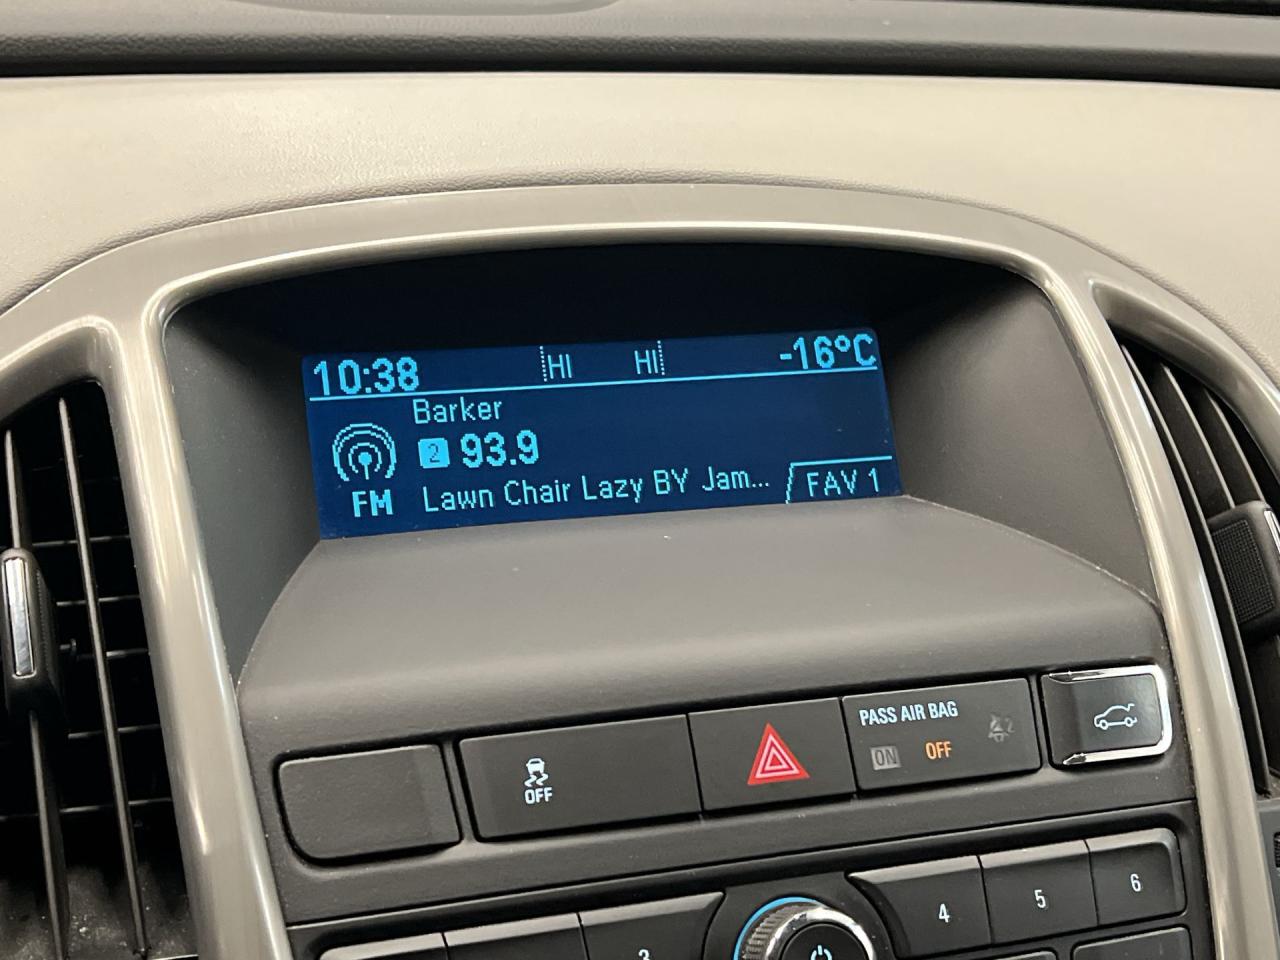 10:38 HI HI -16°C
Barker
2 93.9
FM Lawn Chair Lazy BY Jam... FAV 1
PASS AIR BAG
ON OFF
OFF
4 5 6
3